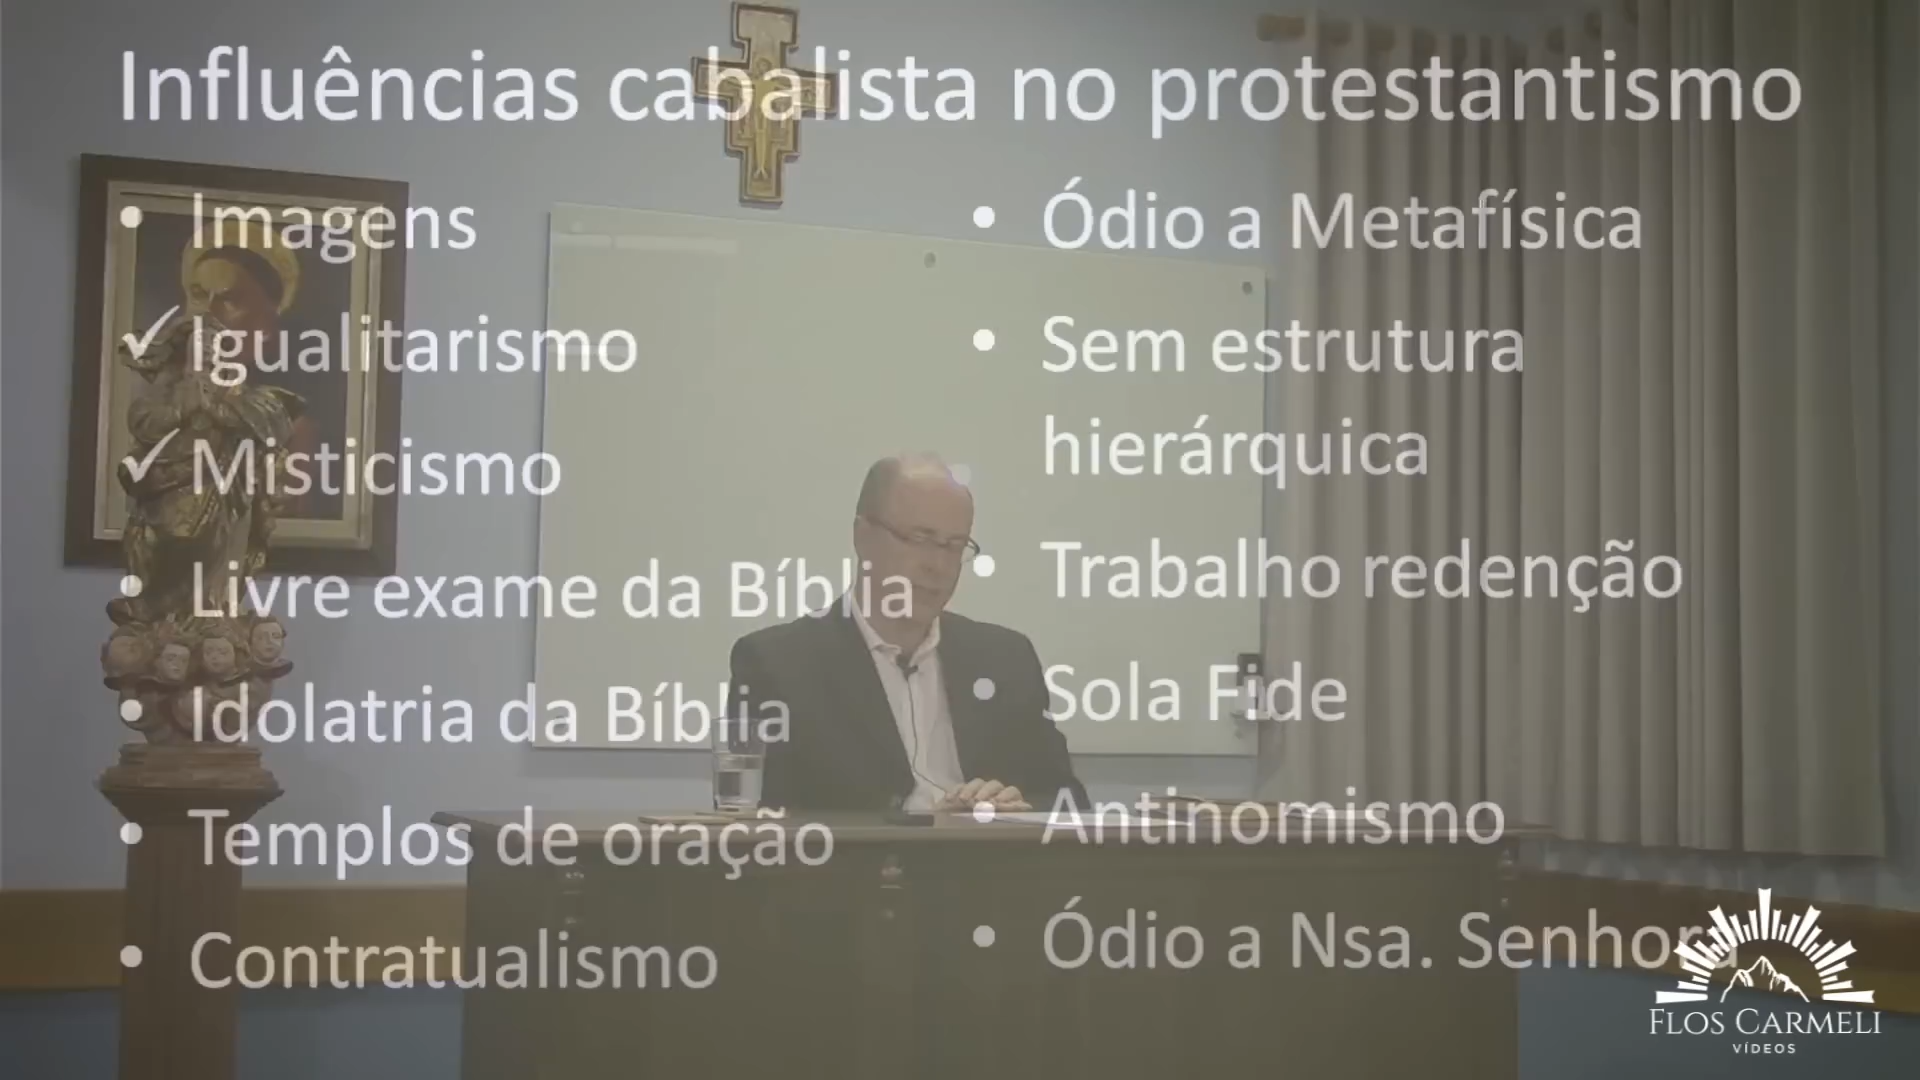 Influências cabalista no protestantismo
• Imagens
✓ Igualitarismo
✓ Misticismo
• Livre exame da Bíblia
• Idolatria da Bíblia
• Templos de oração
• Contratualismo
• Ódio a Metafísica
• Sem estrutura
hierárquica
• Trabalho redenção
• Sola Fide
• Antinomismo
• Ódio a Nsa. Senhora
FLOS CARMELI
VÍDEOS